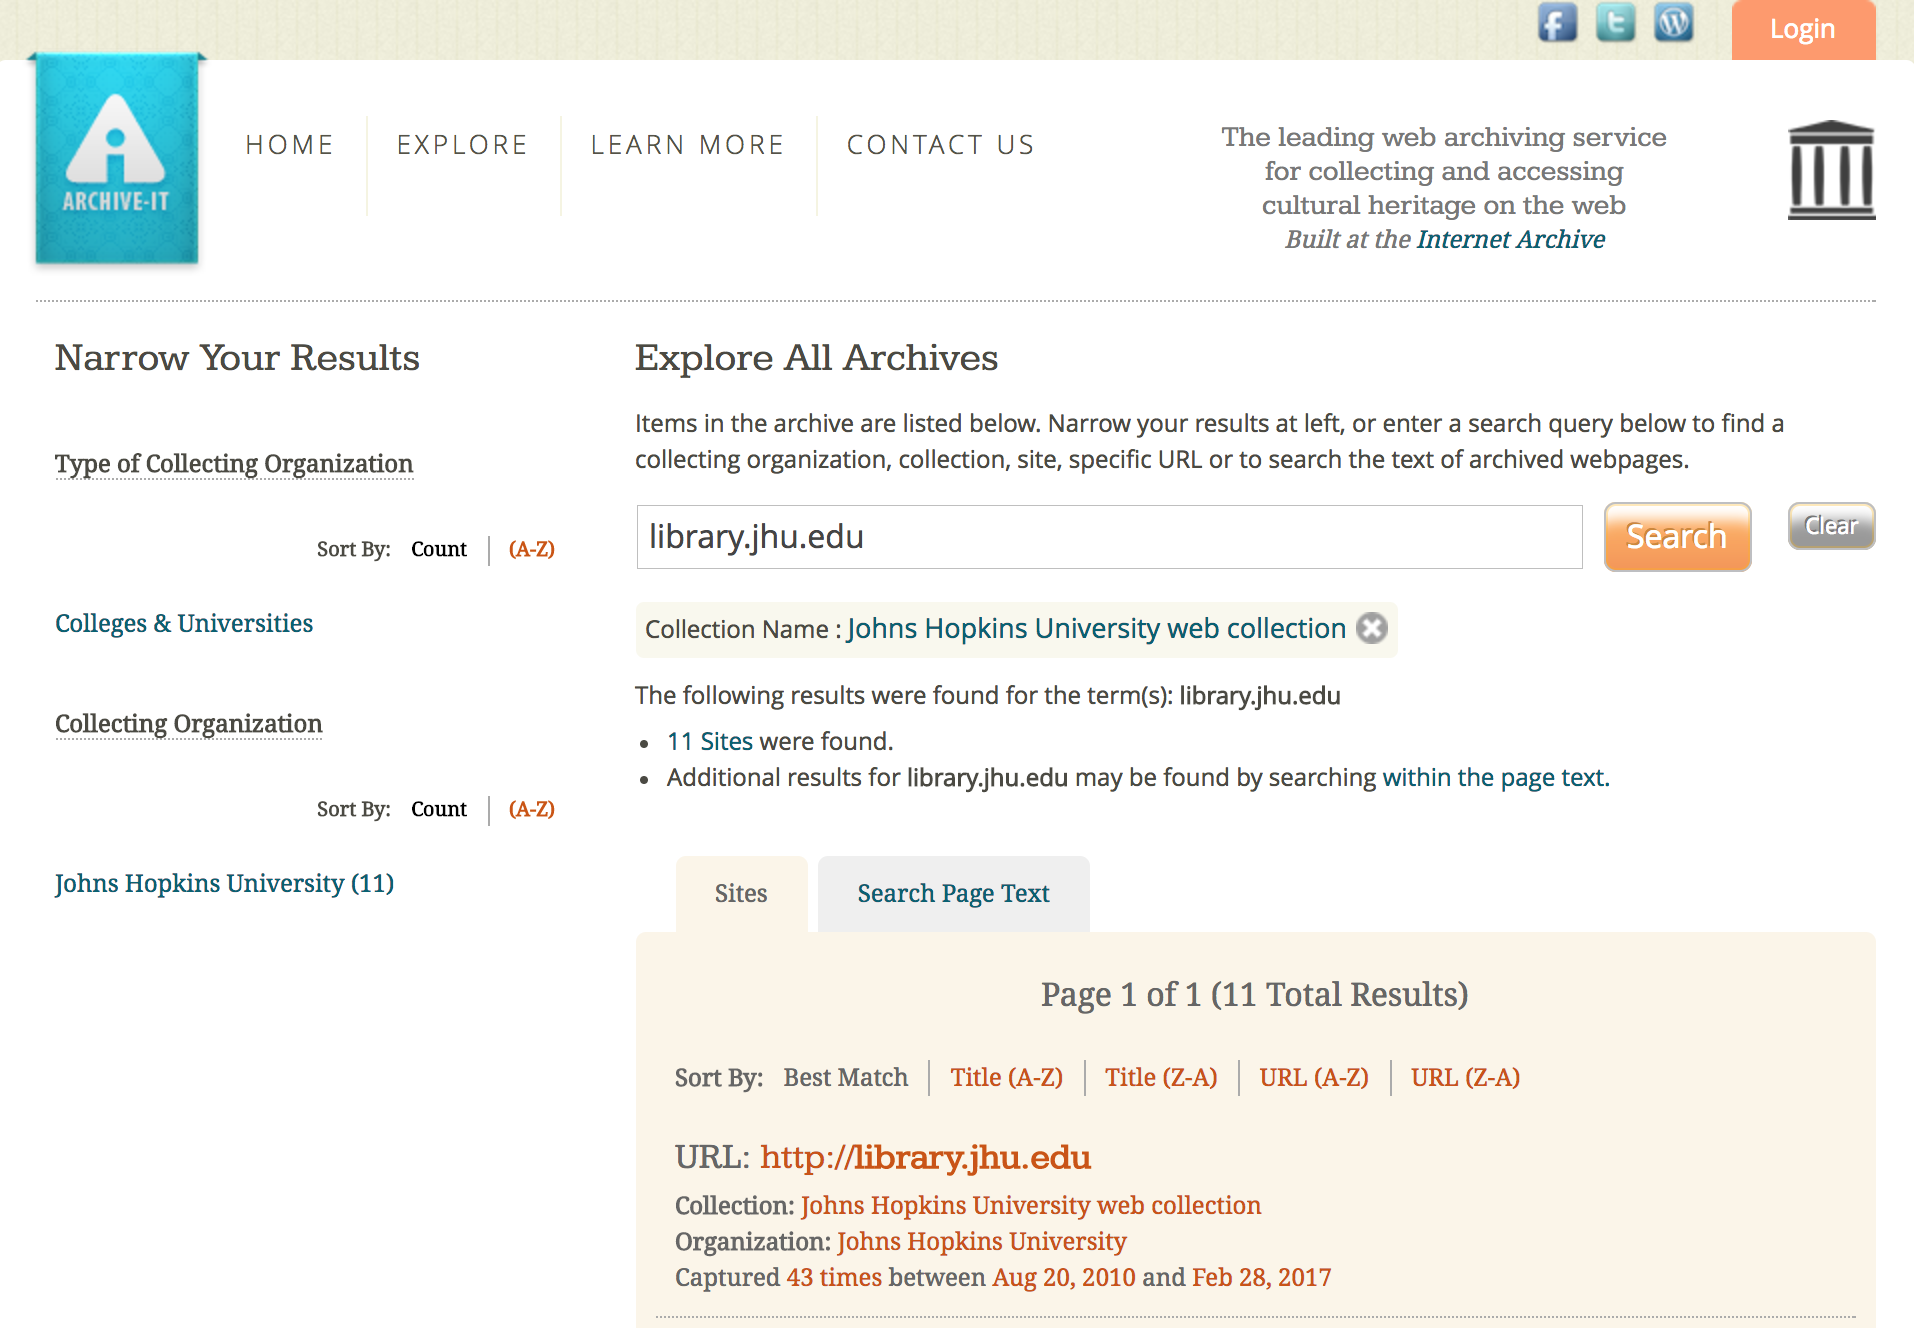 Login
ARCHIVE-IT
HOME
EXPLORE
LEARN MORE
CONTACT US
The leading web archiving service
for collecting and accessing
cultural heritage on the web
Built at the Internet Archive
Narrow Your Results
Type of Collecting Organization
Sort By: Count (A-Z)
Colleges & Universities
Collecting Organization
Sort By: Count (A-Z)
Johns Hopkins University (11)
Explore All Archives
Items in the archive are listed below. Narrow your results at left, or enter a search query below to find a
collecting organization, collection, site, specific URL or to search the text of archived webpages.
library.jhu.edu
Search
Clear
Collection Name : Johns Hopkins University web collection
The following results were found for the term(s): library.jhu.edu
• 11 Sites were found.
• Additional results for library.jhu.edu may be found by searching within the page text.
Sites
Search Page Text
Page 1 of 1 (11 Total Results)
Sort By: Best Match Title (A-Z) Title (Z-A) URL (A-Z) URL (Z-A)
URL: http://library.jhu.edu
Collection: Johns Hopkins University web collection
Organization: Johns Hopkins University
Captured 43 times between Aug 20, 2010 and Feb 28, 2017